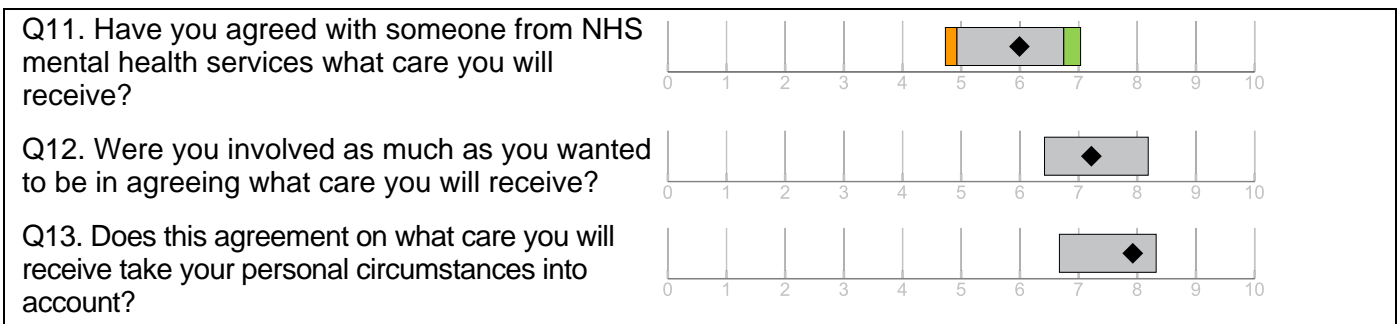 Q11. Have you agreed with someone from NHS
mental health services what care you will
receive?
0 1 2 3 4 5 6 7 8 9 10
Q12. Were you involved as much as you wanted
to be in agreeing what care you will receive?
0 1 2 3 4 5 6 7 8 9 10
Q13. Does this agreement on what care you will
receive take your personal circumstances into
account?
0 1 2 3 4 5 6 7 8 9 10